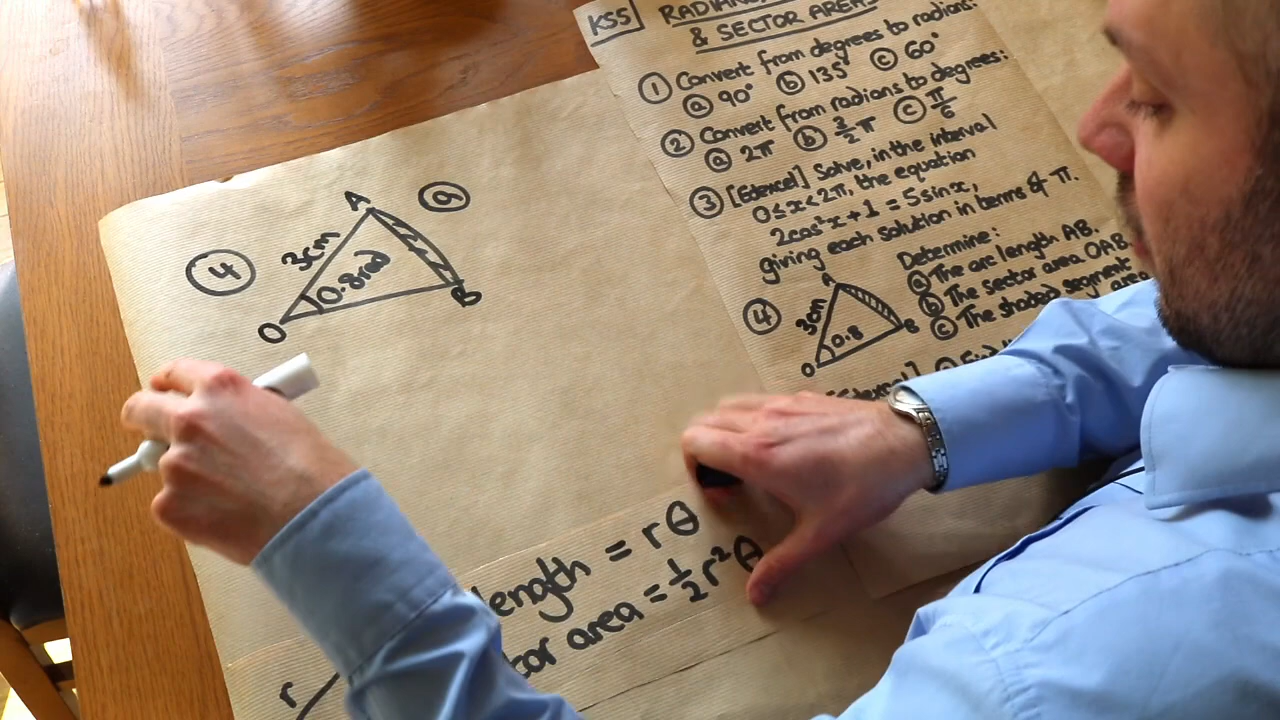 KS5
RADIANS
& SECTOR AREAS
① Convert from degrees to radians:
ⓐ 90° ⓑ 135° ⓒ 60°
② Convert from radians to degrees:
ⓐ 2π ⓑ 3/2 π ⓒ π/6
③ [Edexcel] Solve, in the interval
0≤x<2π, the equation
2cos²x+1=5sinx,
giving each solution in terms of π.
④ A 3cm 0.8 O B
Determine:
ⓐ The arc length AB.
ⓑ The sector area OAB.
ⓒ The shaded segment
area
④ A 3cm 0.8rad O B
ⓐ
length = rθ
area = ½r²θ
r